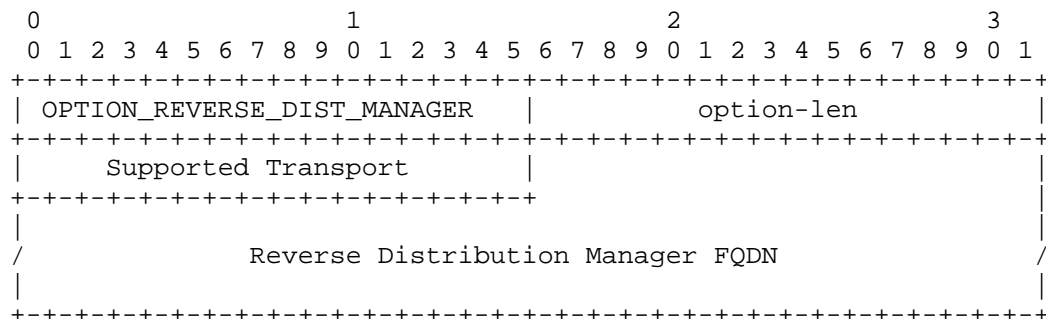 0                   1                   2                   3
 0 1 2 3 4 5 6 7 8 9 0 1 2 3 4 5 6 7 8 9 0 1 2 3 4 5 6 7 8 9 0 1
+-+-+-+-+-+-+-+-+-+-+-+-+-+-+-+-+-+-+-+-+-+-+-+-+-+-+-+-+-+-+-+-+
| OPTION_REVERSE_DIST_MANAGER   |          option-len           |
+-+-+-+-+-+-+-+-+-+-+-+-+-+-+-+-+-+-+-+-+-+-+-+-+-+-+-+-+-+-+-+-+
|     Supported Transport       |                               |
+-+-+-+-+-+-+-+-+-+-+-+-+-+-+-+-+                               |
|                                                               |
/              Reverse Distribution Manager FQDN                /
|                                                               |
+-+-+-+-+-+-+-+-+-+-+-+-+-+-+-+-+-+-+-+-+-+-+-+-+-+-+-+-+-+-+-+-+